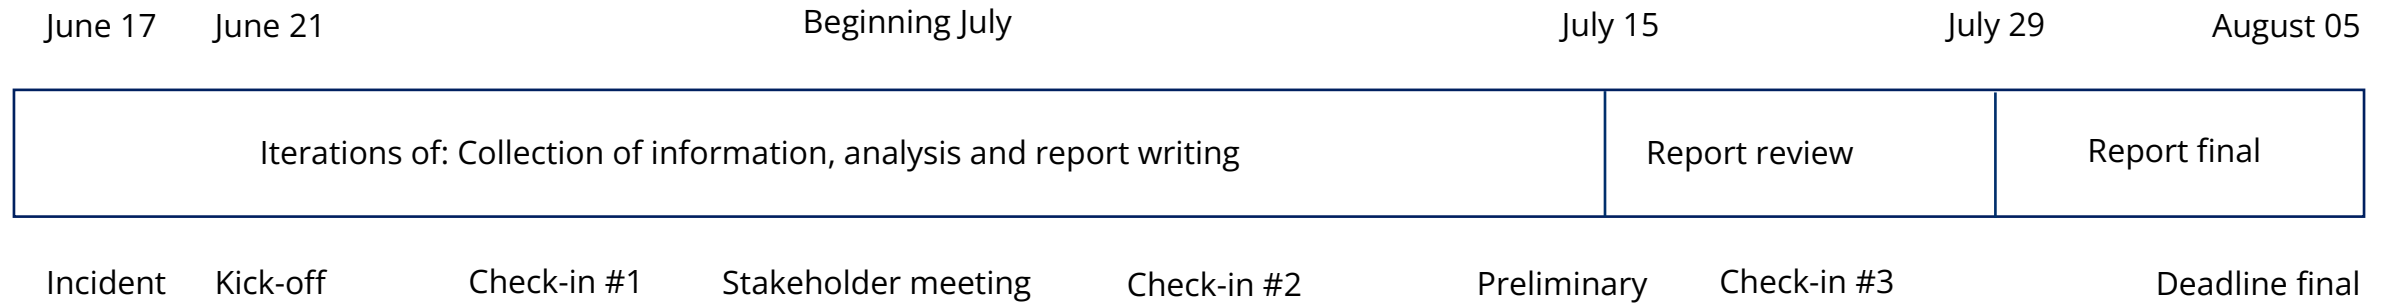 June 17 June 21 Beginning July July 15 July 29 August 05
Iterations of: Collection of information, analysis and report writing Report review Report final
Incident Kick-off Check-in #1 Stakeholder meeting Check-in #2 Preliminary Check-in #3 Deadline final